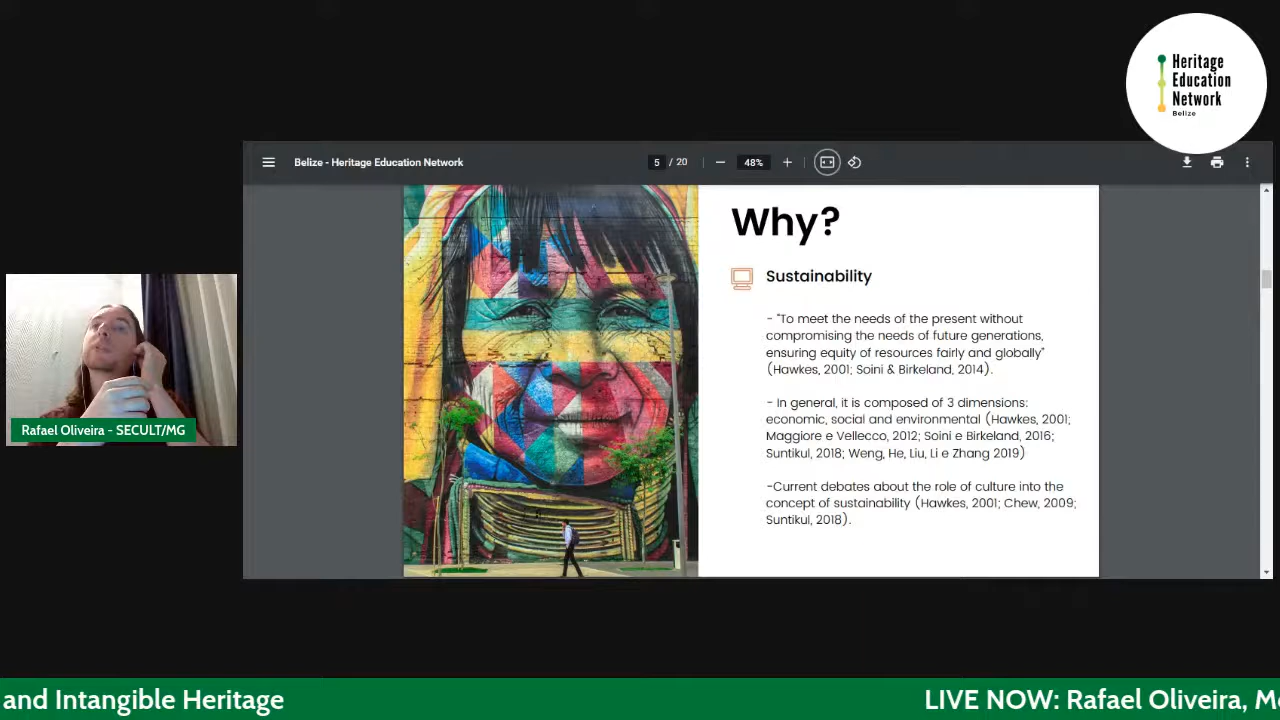 Heritage
Education
Network
Belize
Belize - Heritage Education Network
5 / 20
48%
Why?
Sustainability
- "To meet the needs of the present without
compromising the needs of future generations,
ensuring equity of resources fairly and globally"
(Hawkes, 2001; Soini & Birkeland, 2014).
- In general, it is composed of 3 dimensions:
economic, social and environmental (Hawkes, 2001;
Maggiore e Vellecco, 2012; Soini e Birkeland, 2016;
Suntikul, 2018; Weng, He, Liu, Li e Zhang 2019)
-Current debates about the role of culture into the
concept of sustainability (Hawkes, 2001; Chew, 2009;
Suntikul, 2018).
Rafael Oliveira - SECULT/MG
and Intangible Heritage
LIVE NOW: Rafael Oliveira, M